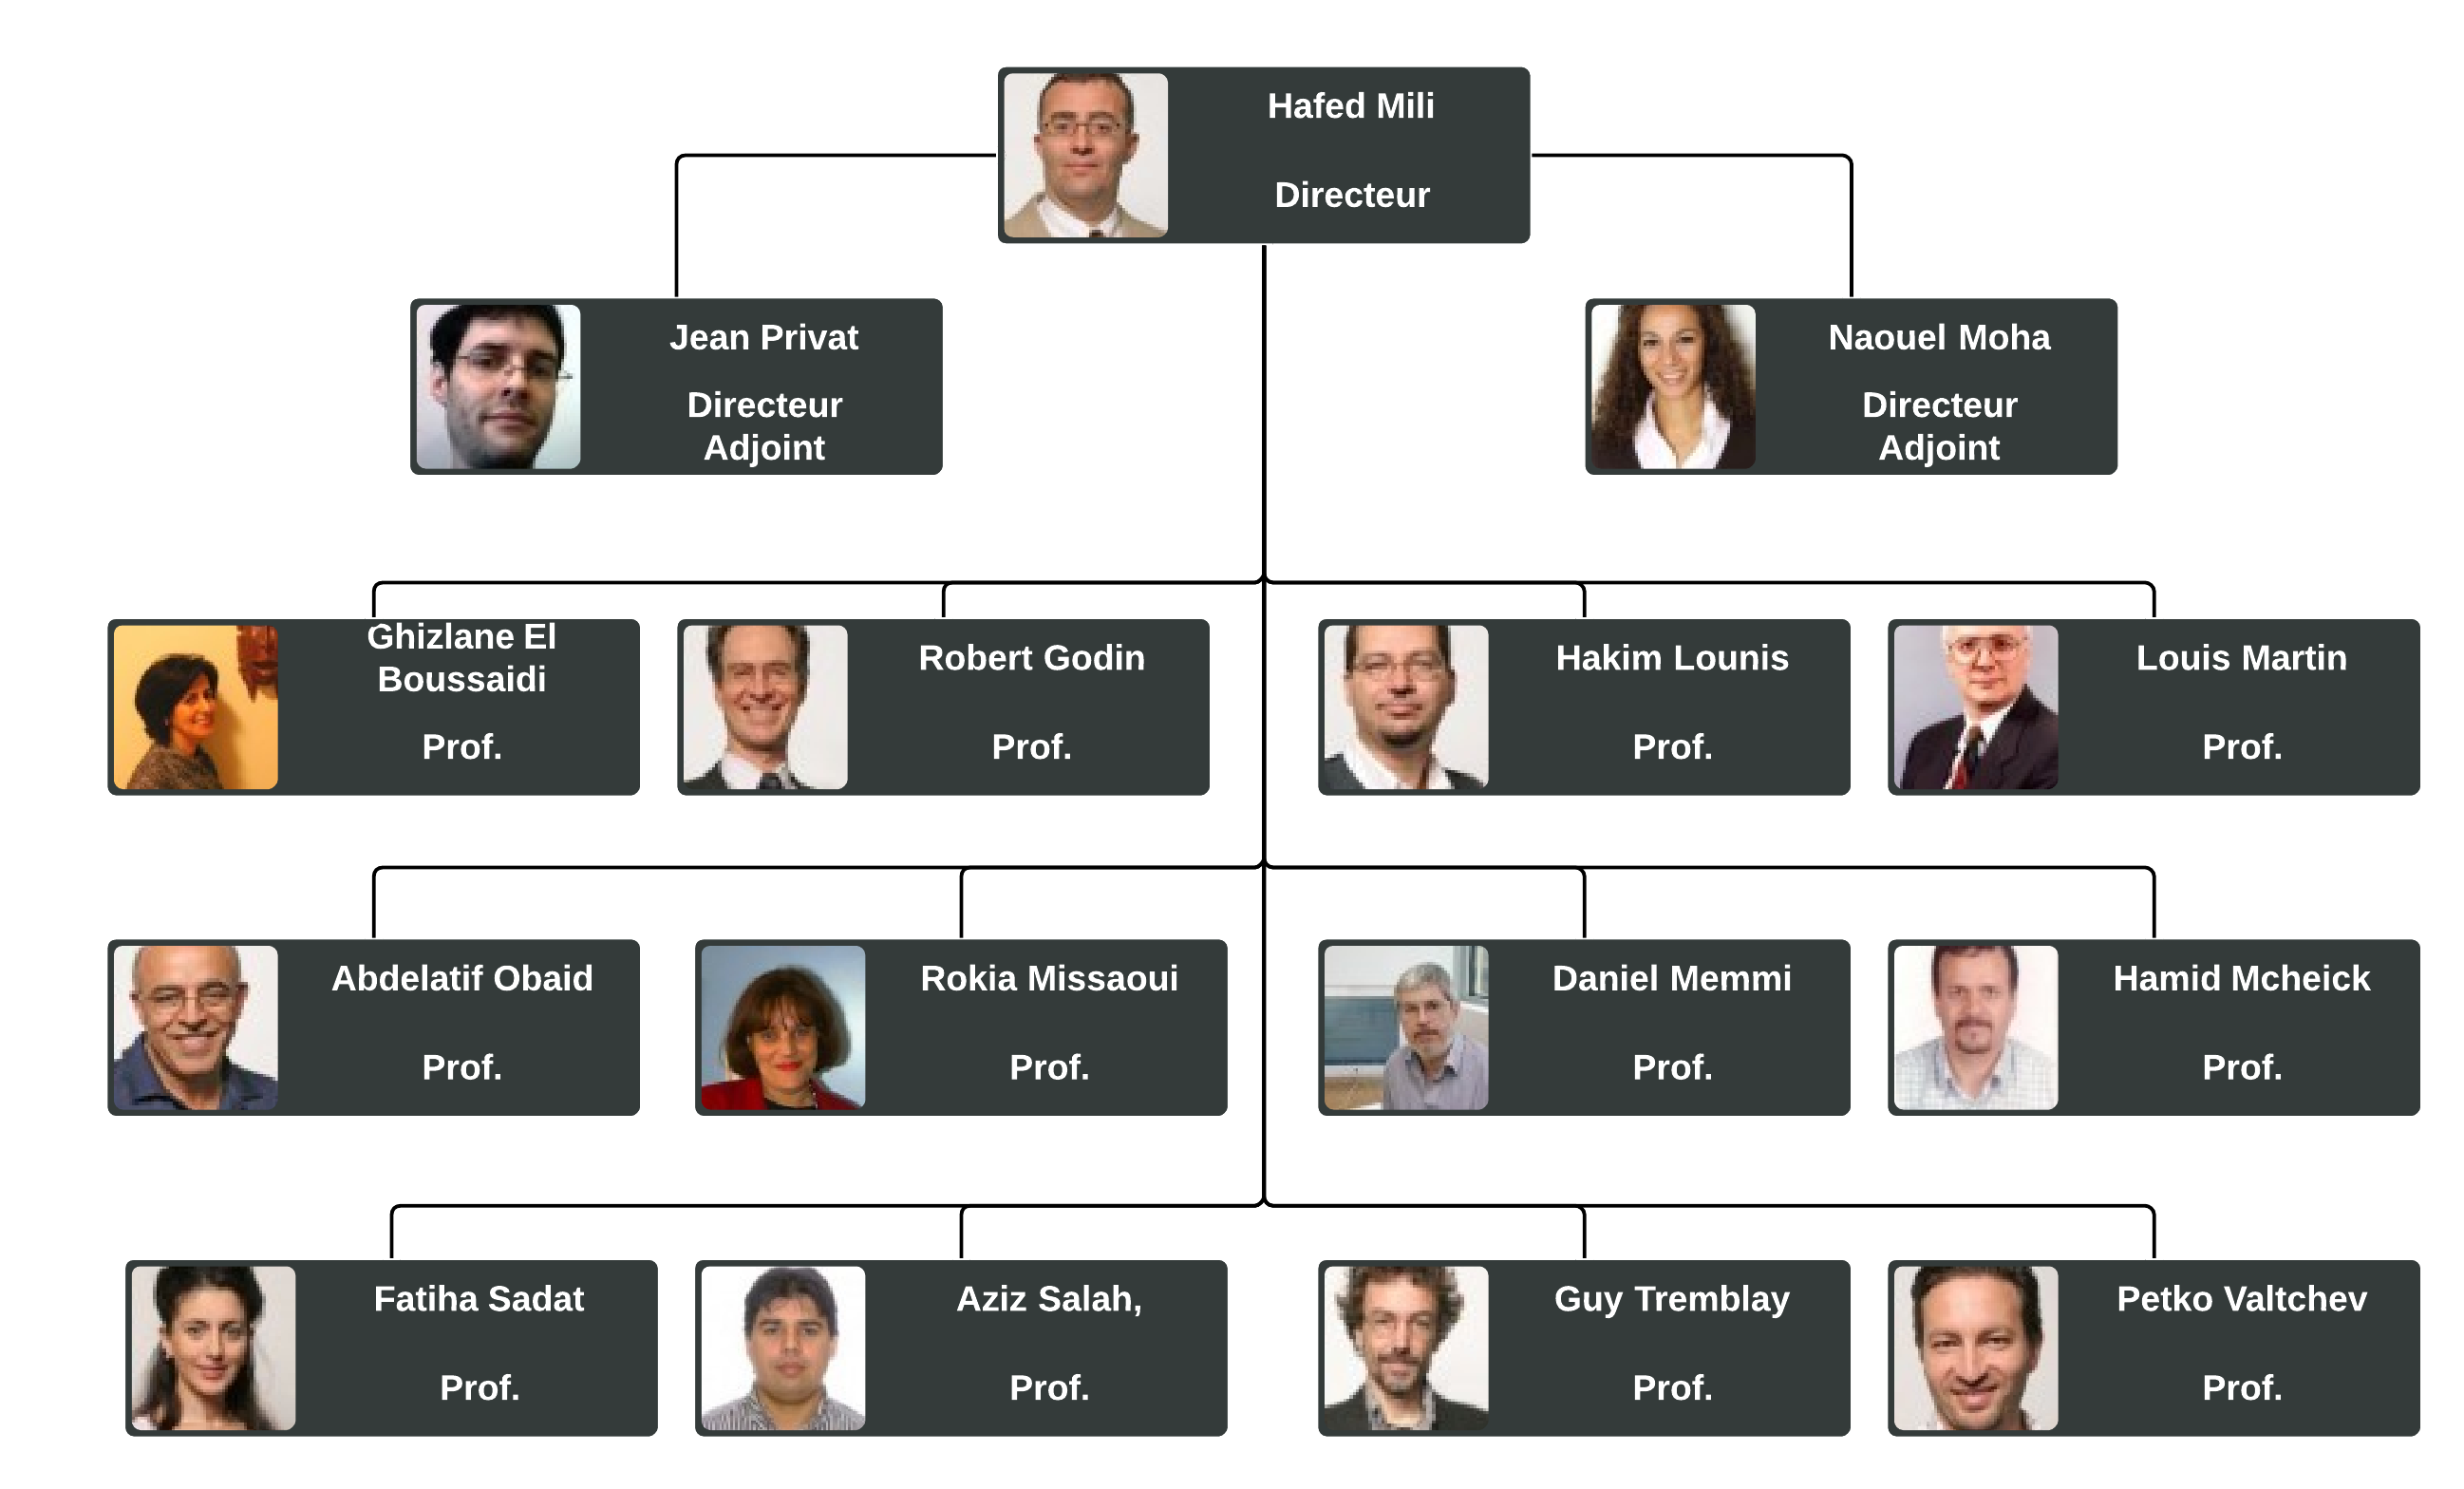 Hafed Mili
Directeur
Jean Privat
Directeur
Adjoint
Naouel Moha
Directeur
Adjoint
Ghizlane El
Boussaidi
Prof.
Robert Godin
Prof.
Hakim Lounis
Prof.
Louis Martin
Prof.
Abdelatif Obaid
Prof.
Rokia Missaoui
Prof.
Daniel Memmi
Prof.
Hamid Mcheick
Prof.
Fatiha Sadat
Prof.
Aziz Salah,
Prof.
Guy Tremblay
Prof.
Petko Valtchev
Prof.